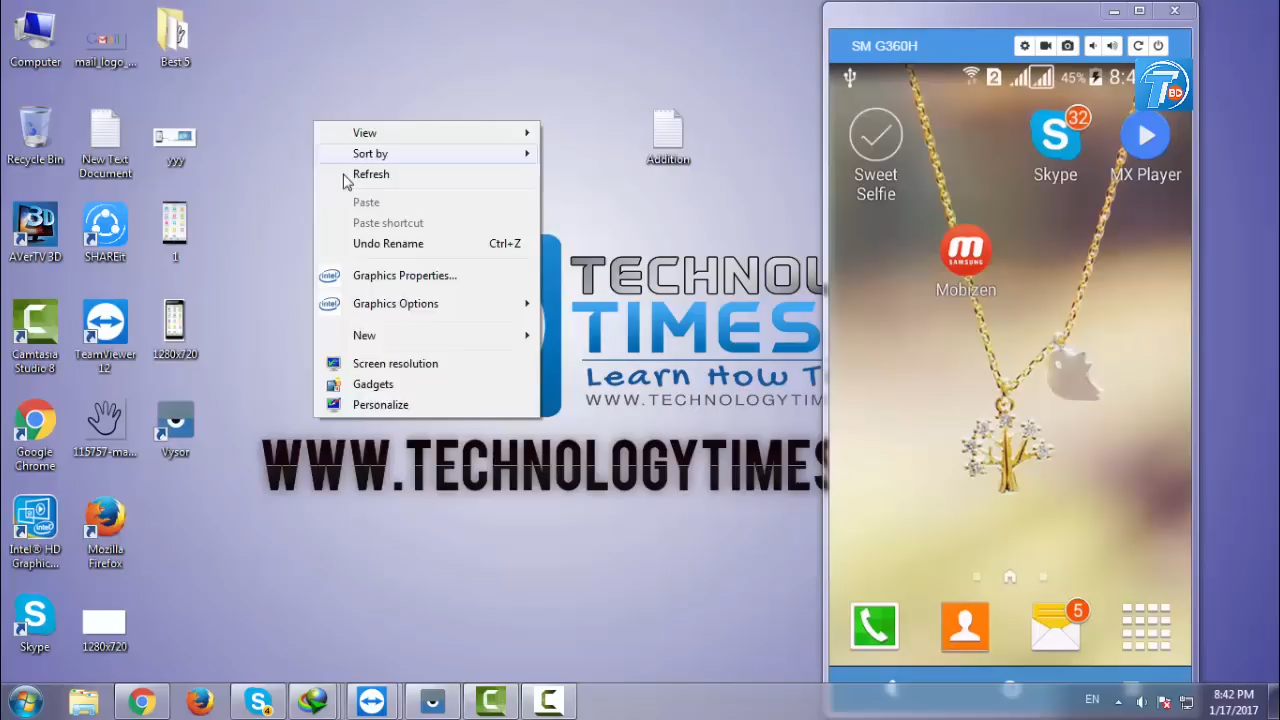 Computer
mail_logo_...
Best 5
Recycle Bin
New Text
Document
yyy
AVerTV 3D
SHAREit
1
Camtasia
Studio 8
TeamViewer
12
1280x720
Google
Chrome
115757-ma...
Vysor
Intel® HD
Graphic...
Mozilla
Firefox
Skype
1280x720
Addition
View
Sort by
Refresh
Paste
Paste shortcut
Undo Rename Ctrl+Z
Graphics Properties...
Graphics Options
New
Screen resolution
Gadgets
Personalize
TECHNOLO
TIMES
Learn How T
WWW.TECHNOLOGYTIM
WWW.TECHNOLOGYTIMES
SM G360H
2 45% 8:4
T BD
Sweet
Selfie
32
Skype
MX Player
SAMSUNG
Mobizen
5
EN
8:42 PM
1/17/2017